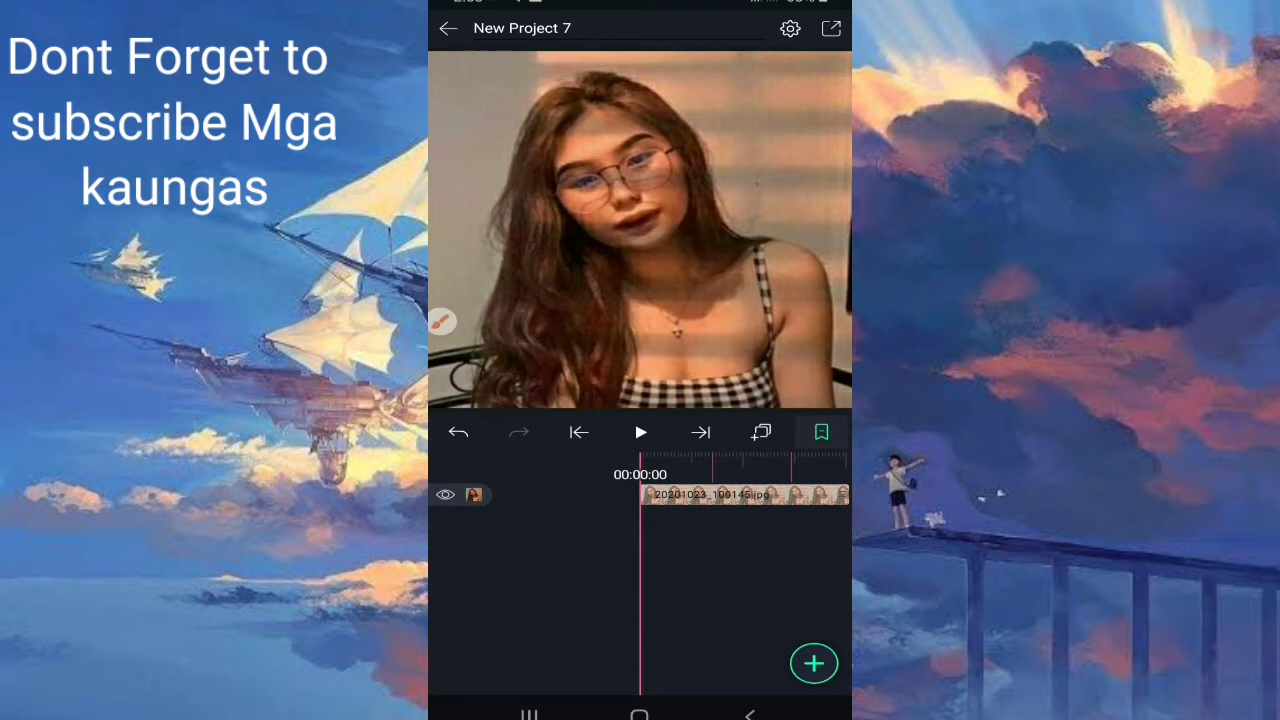 Dont Forget to
subscribe Mga
kaungas
New Project 7
00:00:00
20201023_100145.jpg